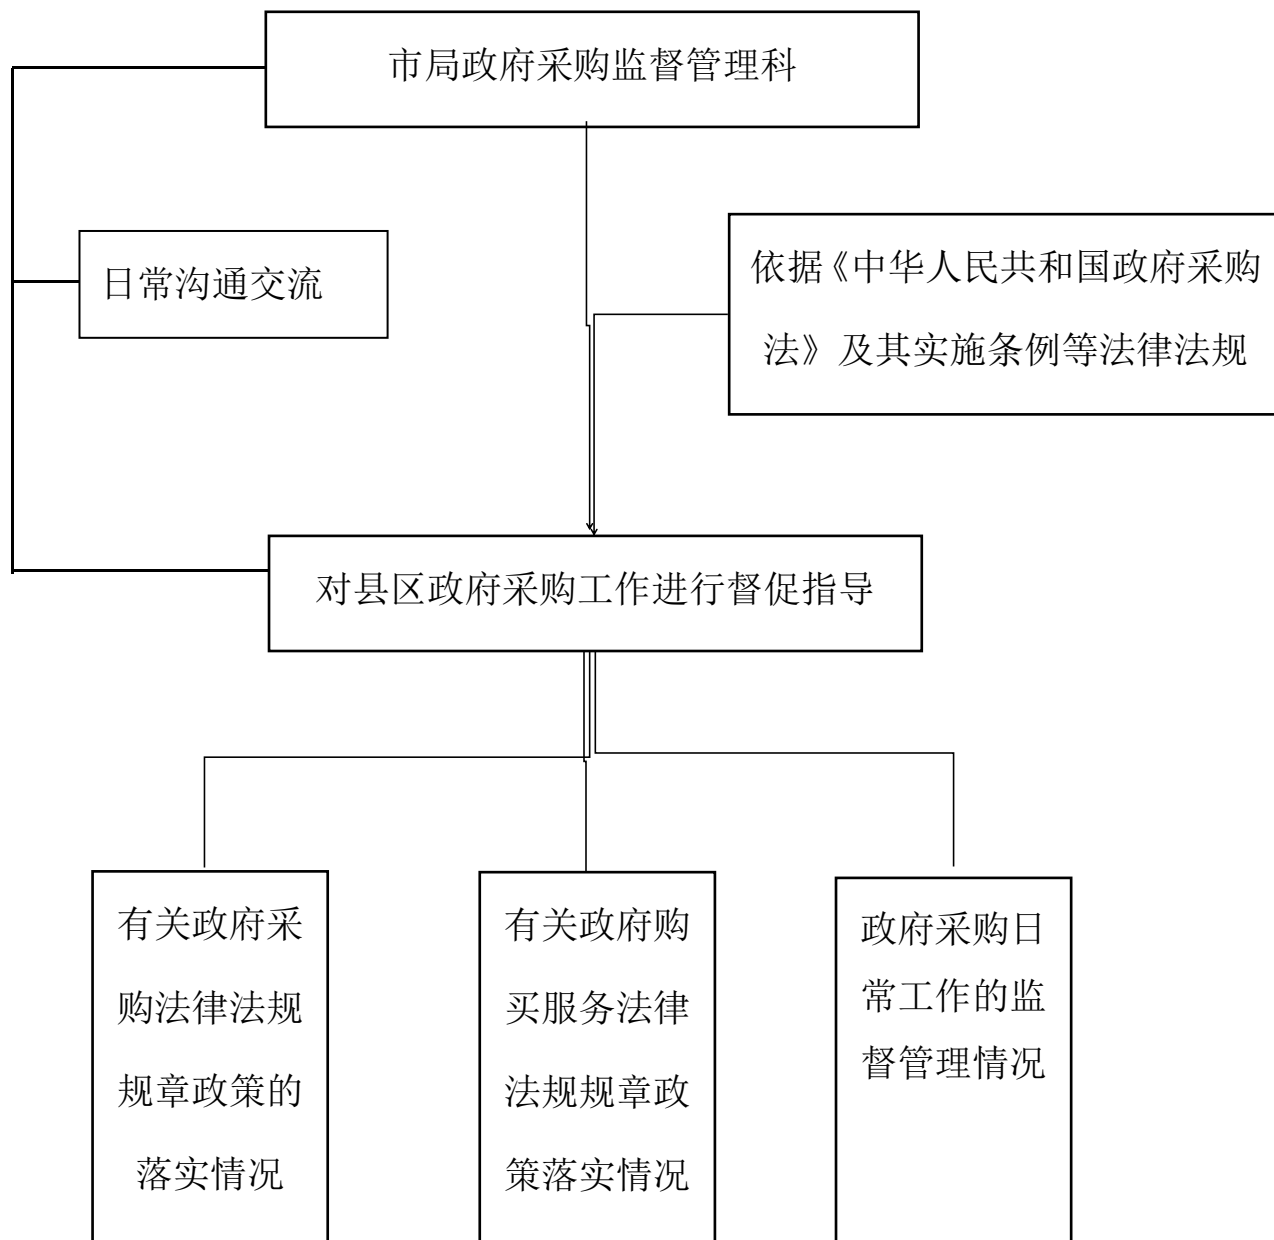 市局政府采购监督管理科
日常沟通交流
依据《中华人民共和国政府采购
法》及其实施条例等法律法规
对县区政府采购工作进行督促指导
有关政府采
购法律法规
规章政策的
落实情况
有关政府购
买服务法律
法规规章政
策落实情况
政府采购日
常工作的监
督管理情况